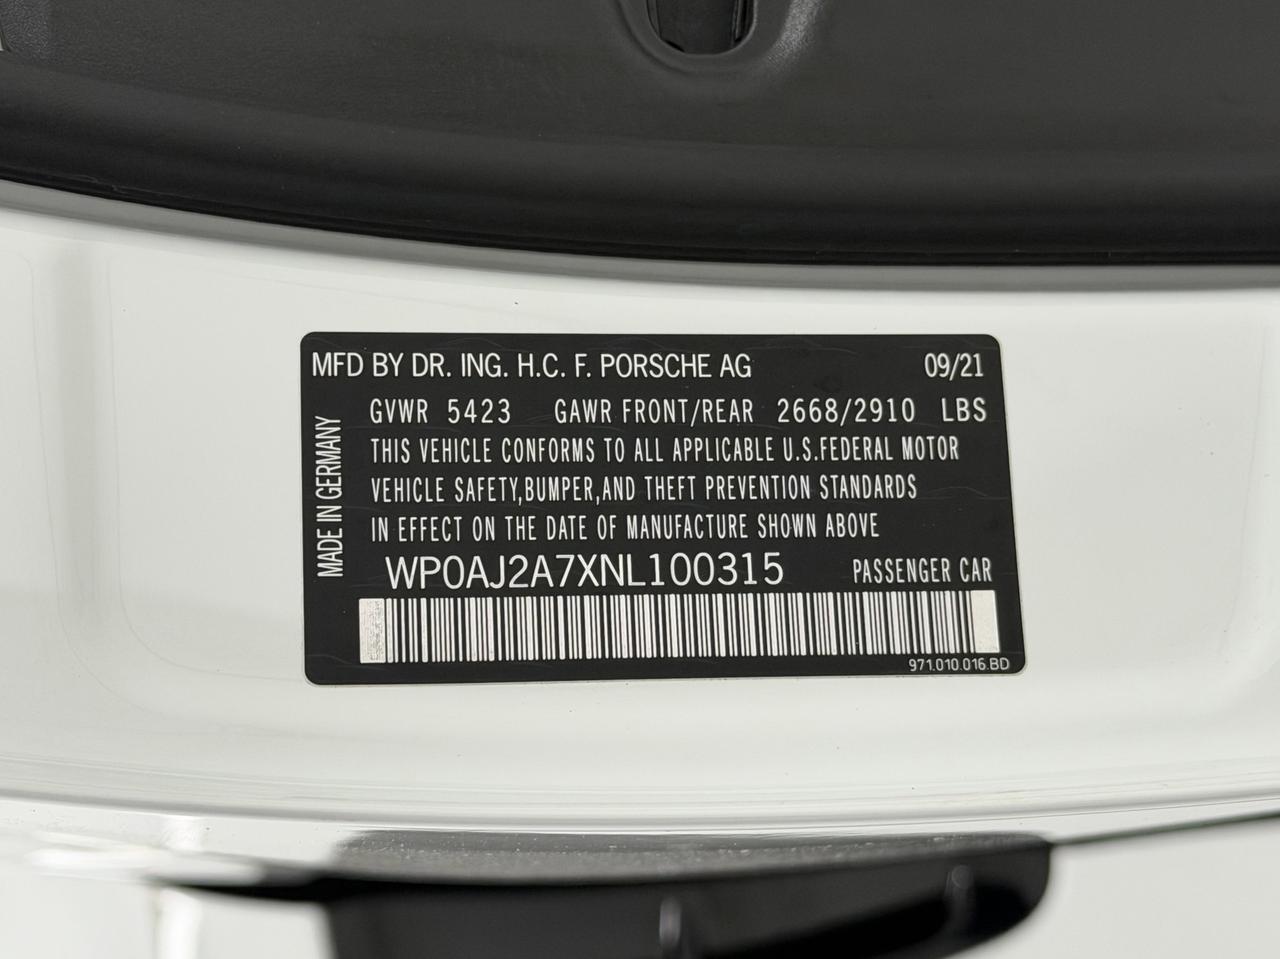 MFD BY DR. ING. H.C. F. PORSCHE AG 09/21
GVWR 5423 GAWR FRONT/REAR 2668/2910 LBS
THIS VEHICLE CONFORMS TO ALL APPLICABLE U.S.FEDERAL MOTOR
VEHICLE SAFETY,BUMPER,AND THEFT PREVENTION STANDARDS
IN EFFECT ON THE DATE OF MANUFACTURE SHOWN ABOVE
MADE IN GERMANY
WP0AJ2A7XNL100315 PASSENGER CAR
971.010.016.BD